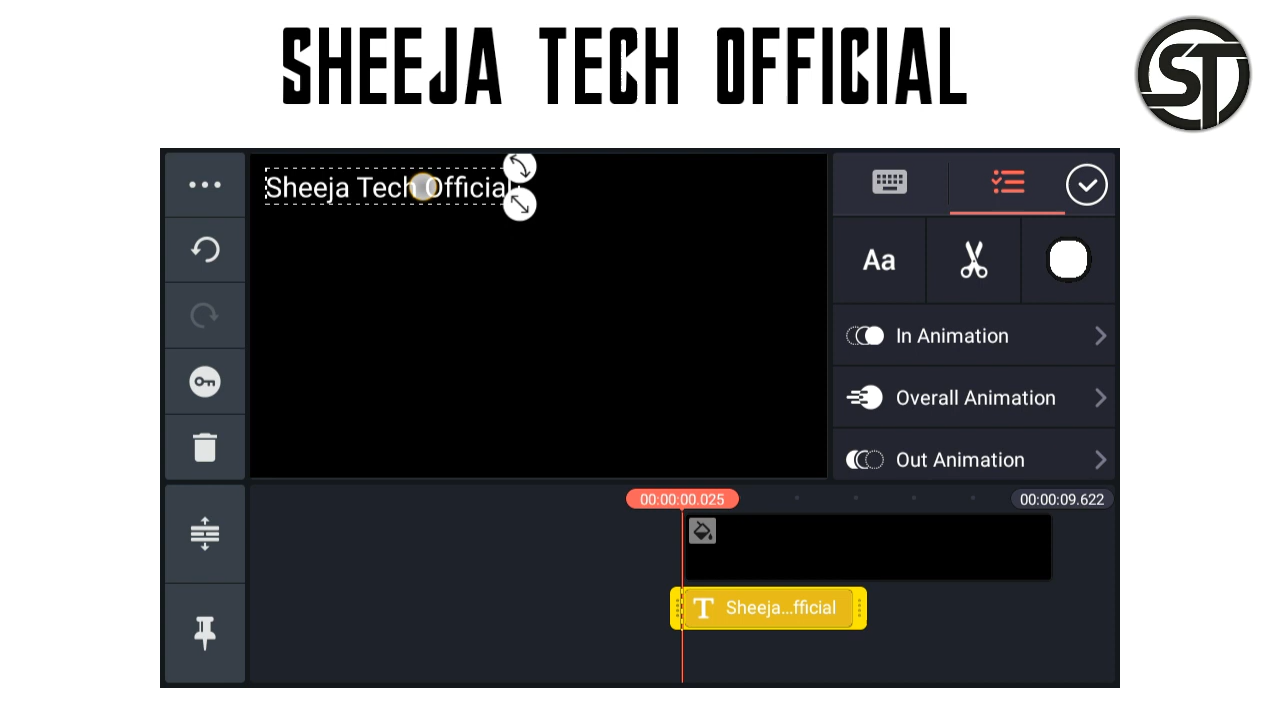 SHEEJA TECH OFFICIAL
ST
Sheeja Tech Official
Aa
In Animation
Overall Animation
Out Animation
00:00:00.025
00:00:09.622
T Sheeja...fficial